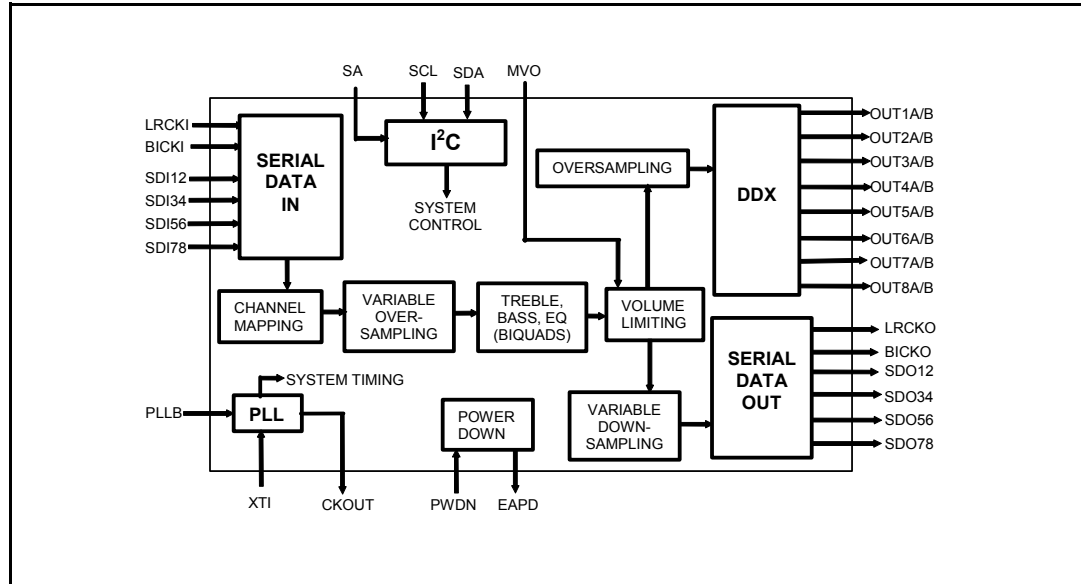 SA
SCL
SDA
MVO
LRCKI
BICKI
SDI12
SDI34
SDI56
SDI78
SERIAL
DATA
IN
I²C
SYSTEM
CONTROL
OVERSAMPLING
DDX
OUT1A/B
OUT2A/B
OUT3A/B
OUT4A/B
OUT5A/B
OUT6A/B
OUT7A/B
OUT8A/B
CHANNEL
MAPPING
VARIABLE
OVER-
SAMPLING
TREBLE,
BASS, EQ
(BIQUADS)
VOLUME
LIMITING
SERIAL
DATA
OUT
LRCKO
BICKO
SDO12
SDO34
SDO56
SDO78
SYSTEM TIMING
PLLB
PLL
POWER
DOWN
VARIABLE
DOWN-
SAMPLING
XTI
CKOUT
PWDN
EAPD